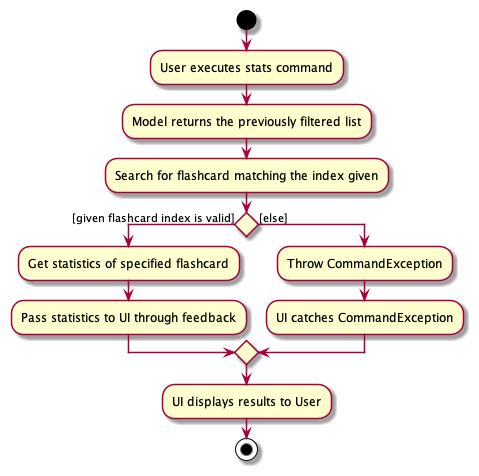 User executes stats command
Model returns the previously filtered list
Search for flashcard matching the index given
[given flashcard index is valid]
[else]
Get statistics of specified flashcard
Throw CommandException
Pass statistics to UI through feedback
UI catches CommandException
UI displays results to User